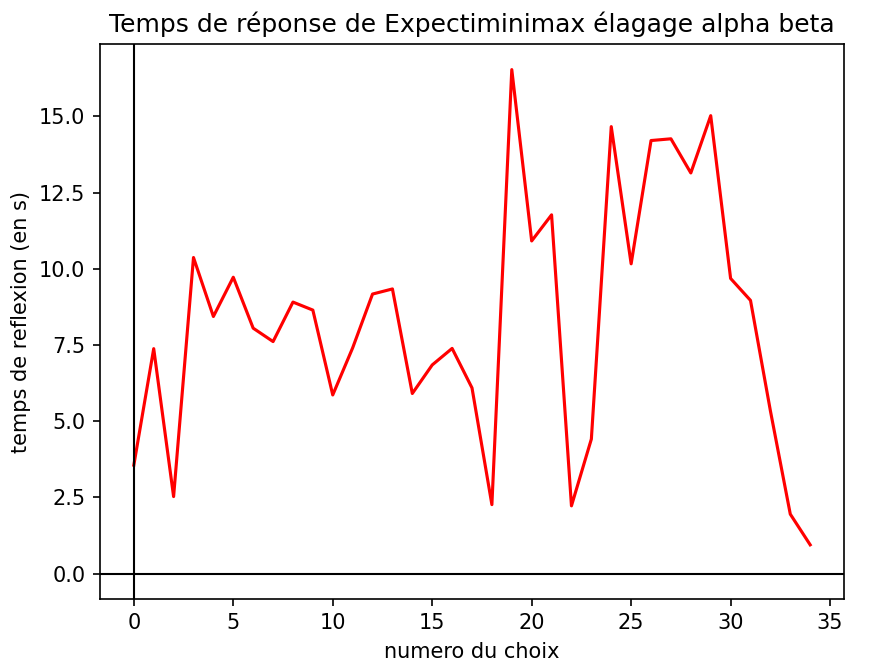 Temps de réponse de Expectiminimax élagage alpha beta
temps de reflexion (en s)
15.0
12.5
10.0
7.5
5.0
2.5
0.0
0 5 10 15 20 25 30 35
numero du choix